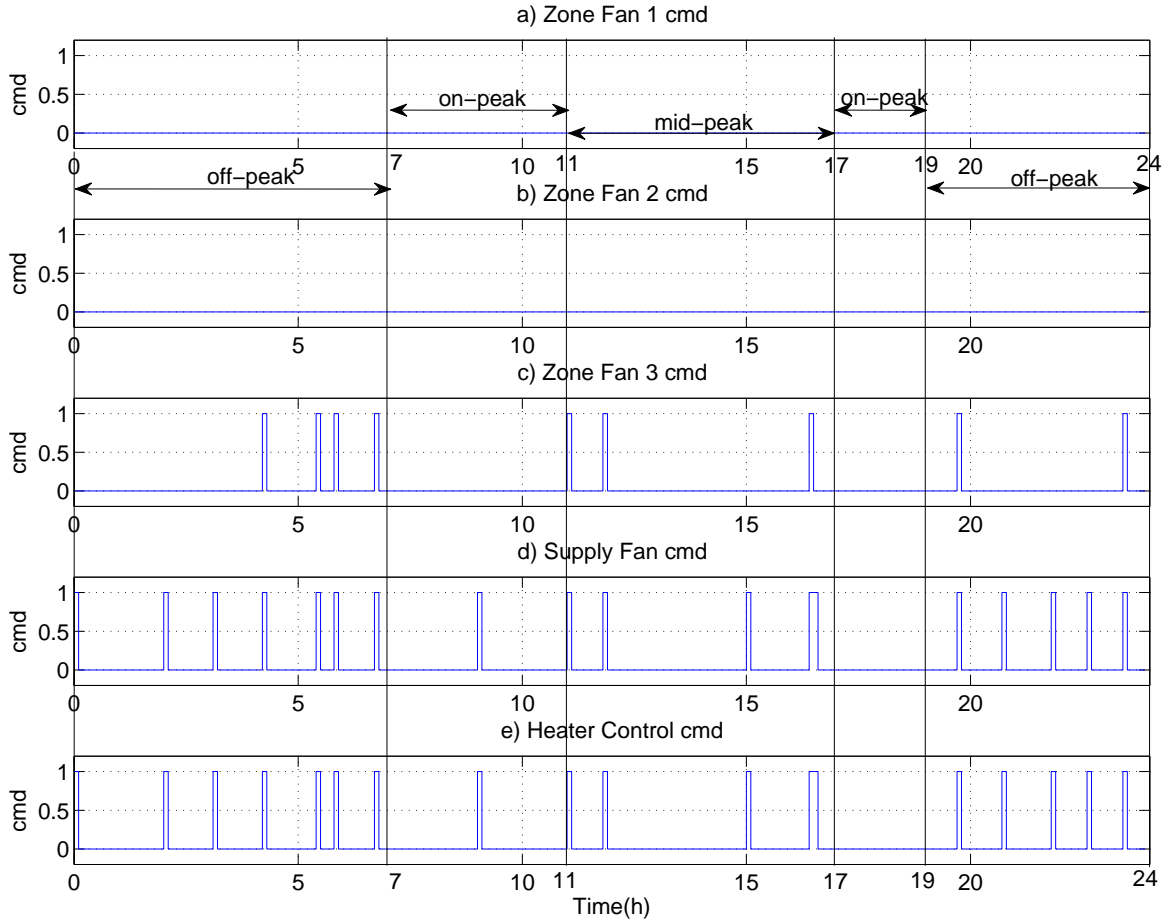 a) Zone Fan 1 cmd
1
0.5
0
cmd
on−peak
mid−peak
on−peak
0 5 7 10 11 15 17 19 20 24
off−peak
off−peak
b) Zone Fan 2 cmd
1
0.5
0
cmd
0 5 10 15 20
c) Zone Fan 3 cmd
1
0.5
0
cmd
0 5 10 15 20
d) Supply Fan cmd
1
0.5
0
cmd
0 5 10 15 20
e) Heater Control cmd
1
0.5
0
cmd
0 5 7 10 11 15 17 19 20 24
Time(h)